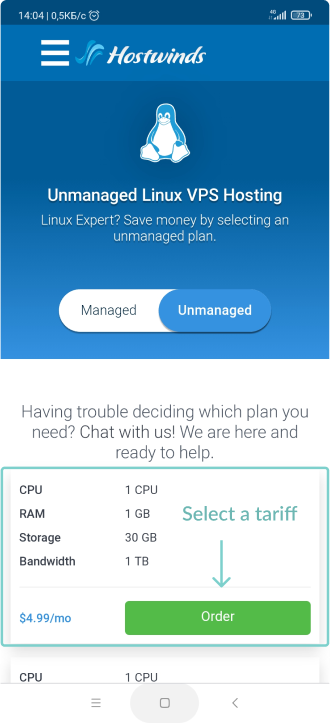 14:04 | 0,5КБ/с
4G
73
Hostwinds
Unmanaged Linux VPS Hosting
Linux Expert? Save money by selecting an
unmanaged plan.
Managed Unmanaged
Having trouble deciding which plan you
need? Chat with us! We are here and
ready to help.
CPU 1 CPU
RAM 1 GB
Storage 30 GB
Bandwidth 1 TB
Select a tariff
$4.99/mo Order
CPU 1 CPU